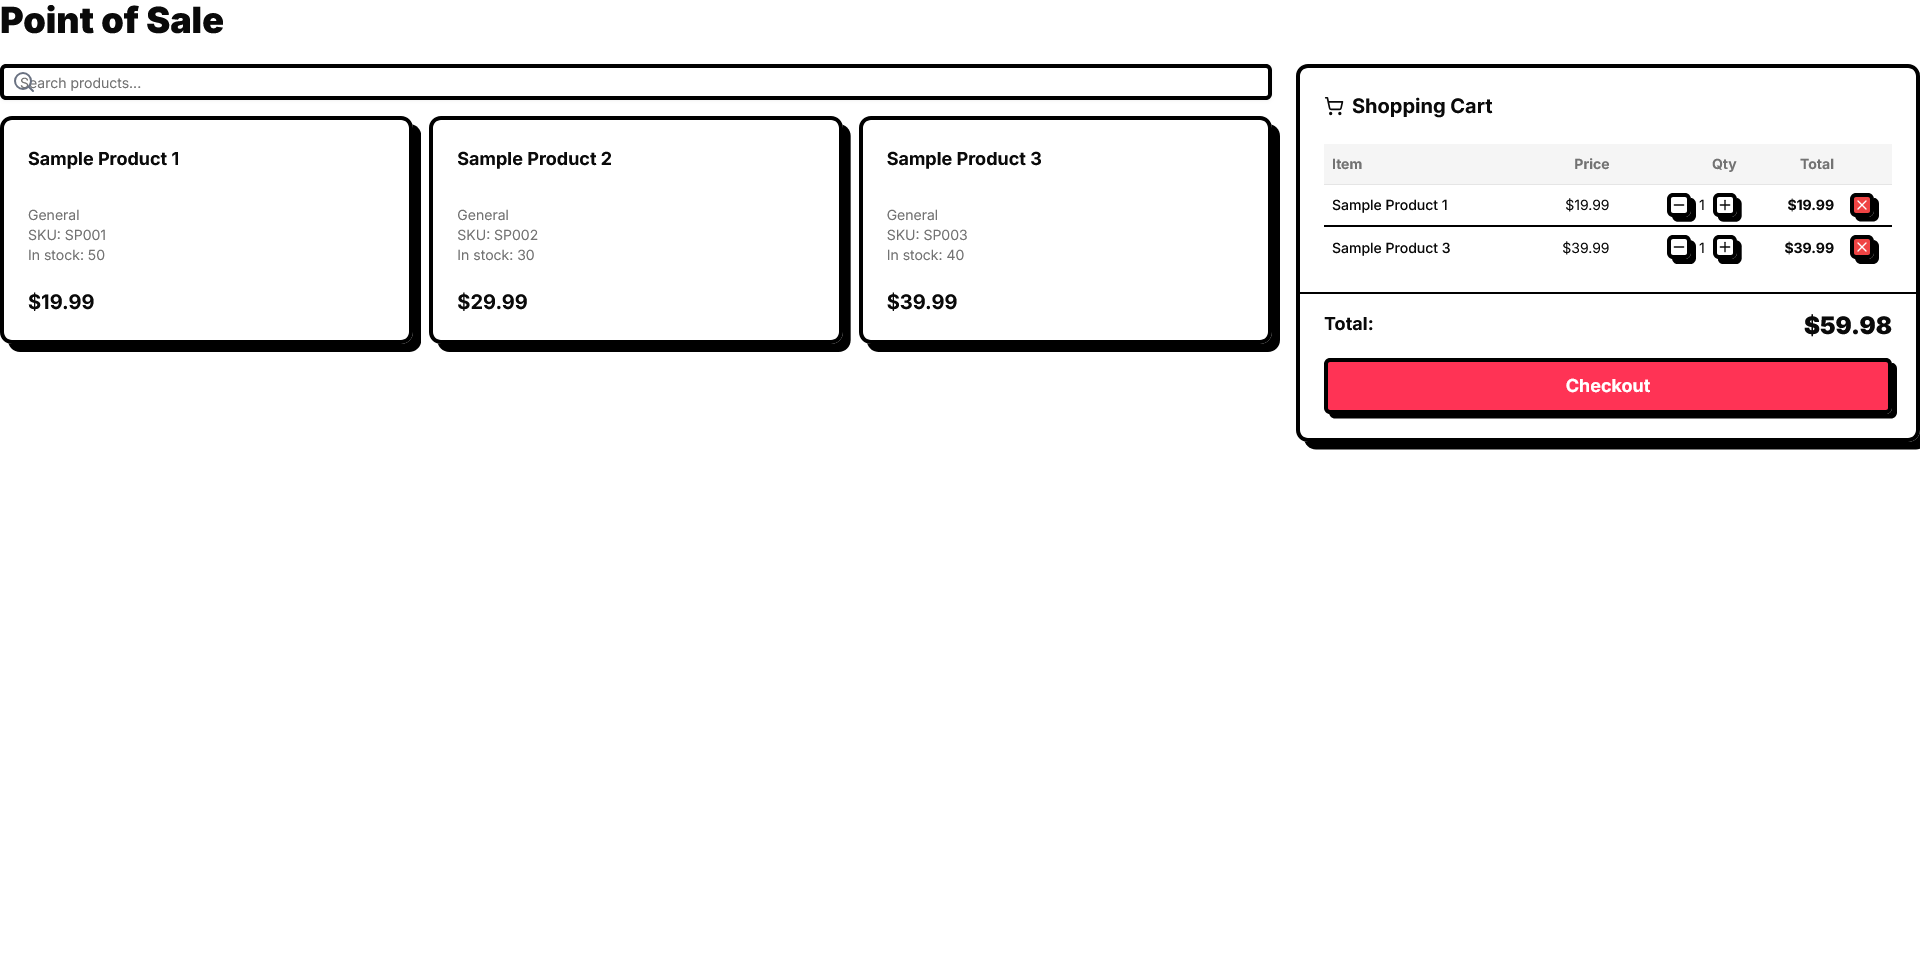 Point of Sale
Search products...
Sample Product 1
General
SKU: SP001
In stock: 50
$19.99
Sample Product 2
General
SKU: SP002
In stock: 30
$29.99
Sample Product 3
General
SKU: SP003
In stock: 40
$39.99
Shopping Cart
Item Price Qty Total
Sample Product 1 $19.99 1 $19.99
Sample Product 3 $39.99 1 $39.99
Total: $59.98
Checkout